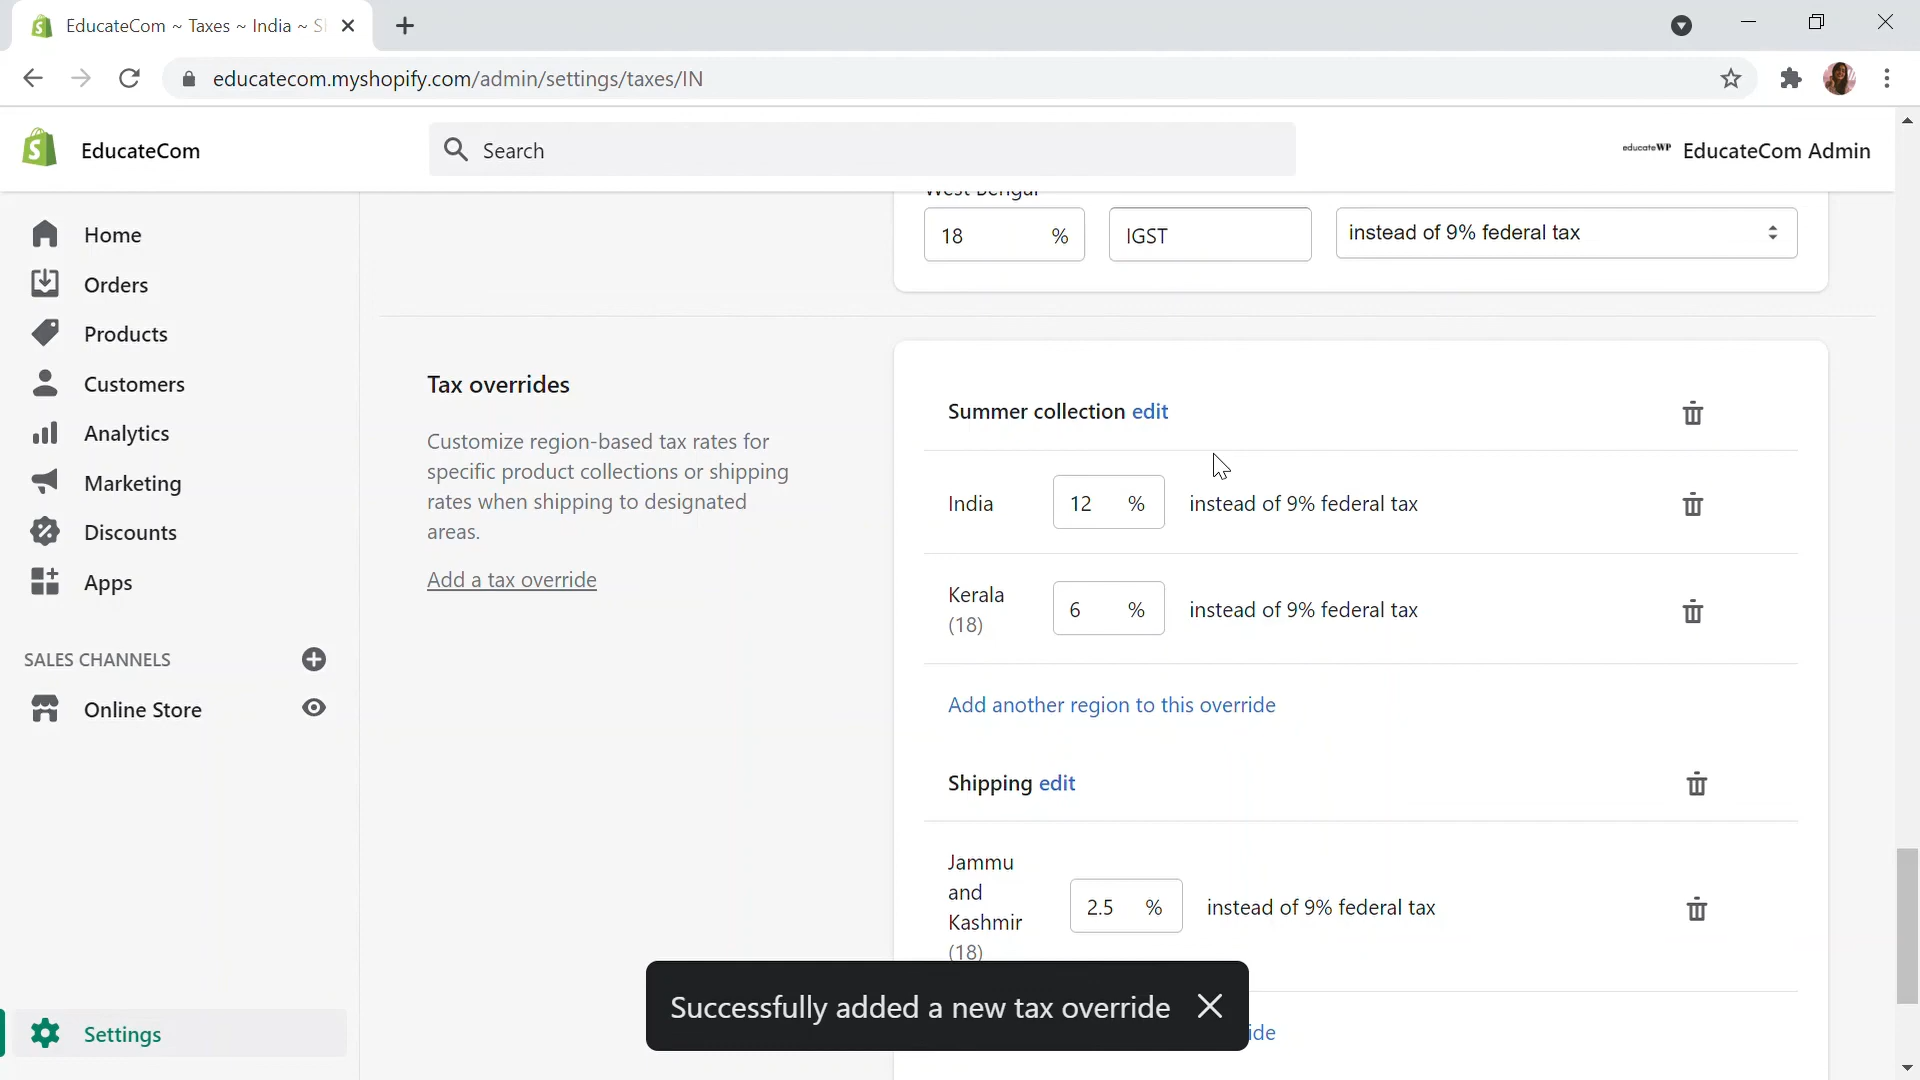 EducateCom ~ Taxes ~ India ~ S
educatecom.myshopify.com/admin/settings/taxes/IN
EducateCom
Search
educateWP EducateCom Admin
West Bengal
18 % IGST instead of 9% federal tax
Home
Orders
Products
Customers
Analytics
Marketing
Discounts
Apps
SALES CHANNELS
Online Store
Settings
Tax overrides
Customize region-based tax rates for
specific product collections or shipping
rates when shipping to designated
areas.
Add a tax override
Summer collection edit
India 12 % instead of 9% federal tax
Kerala
(18)
6 % instead of 9% federal tax
Add another region to this override
Shipping edit
Jammu
and
Kashmir
(18)
2.5 % instead of 9% federal tax
Successfully added a new tax override
ide